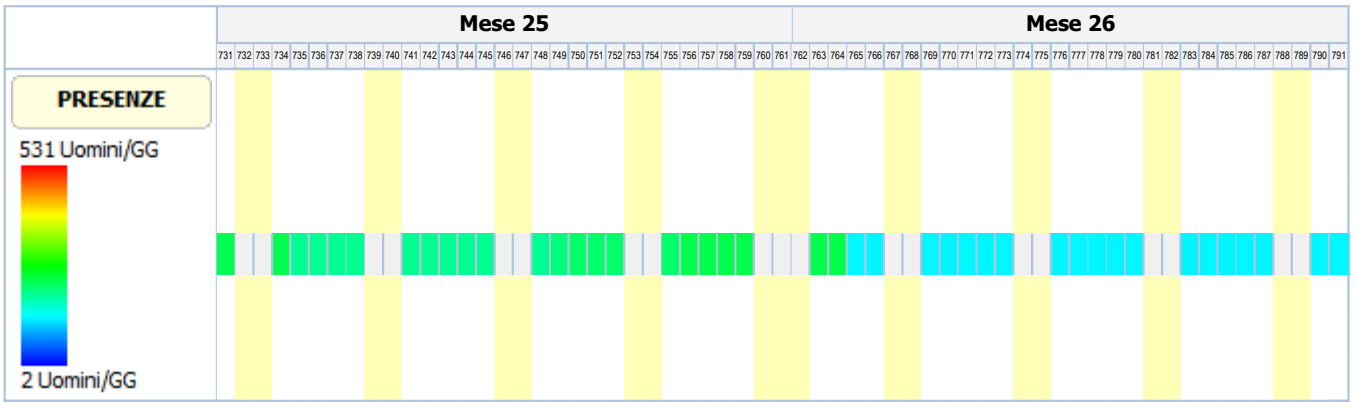 Mese 25 Mese 26
731 732 733 734 735 736 737 738 739 740 741 742 743 744 745 746 747 748 749 750 751 752 753 754 755 756 757 758 759 760 761 762 763 764 765 766 767 768 769 770 771 772 773 774 775 776 777 778 779 780 781 782 783 784 785 786 787 788 789 790 791
PRESENZE
531 Uomini/GG
2 Uomini/GG